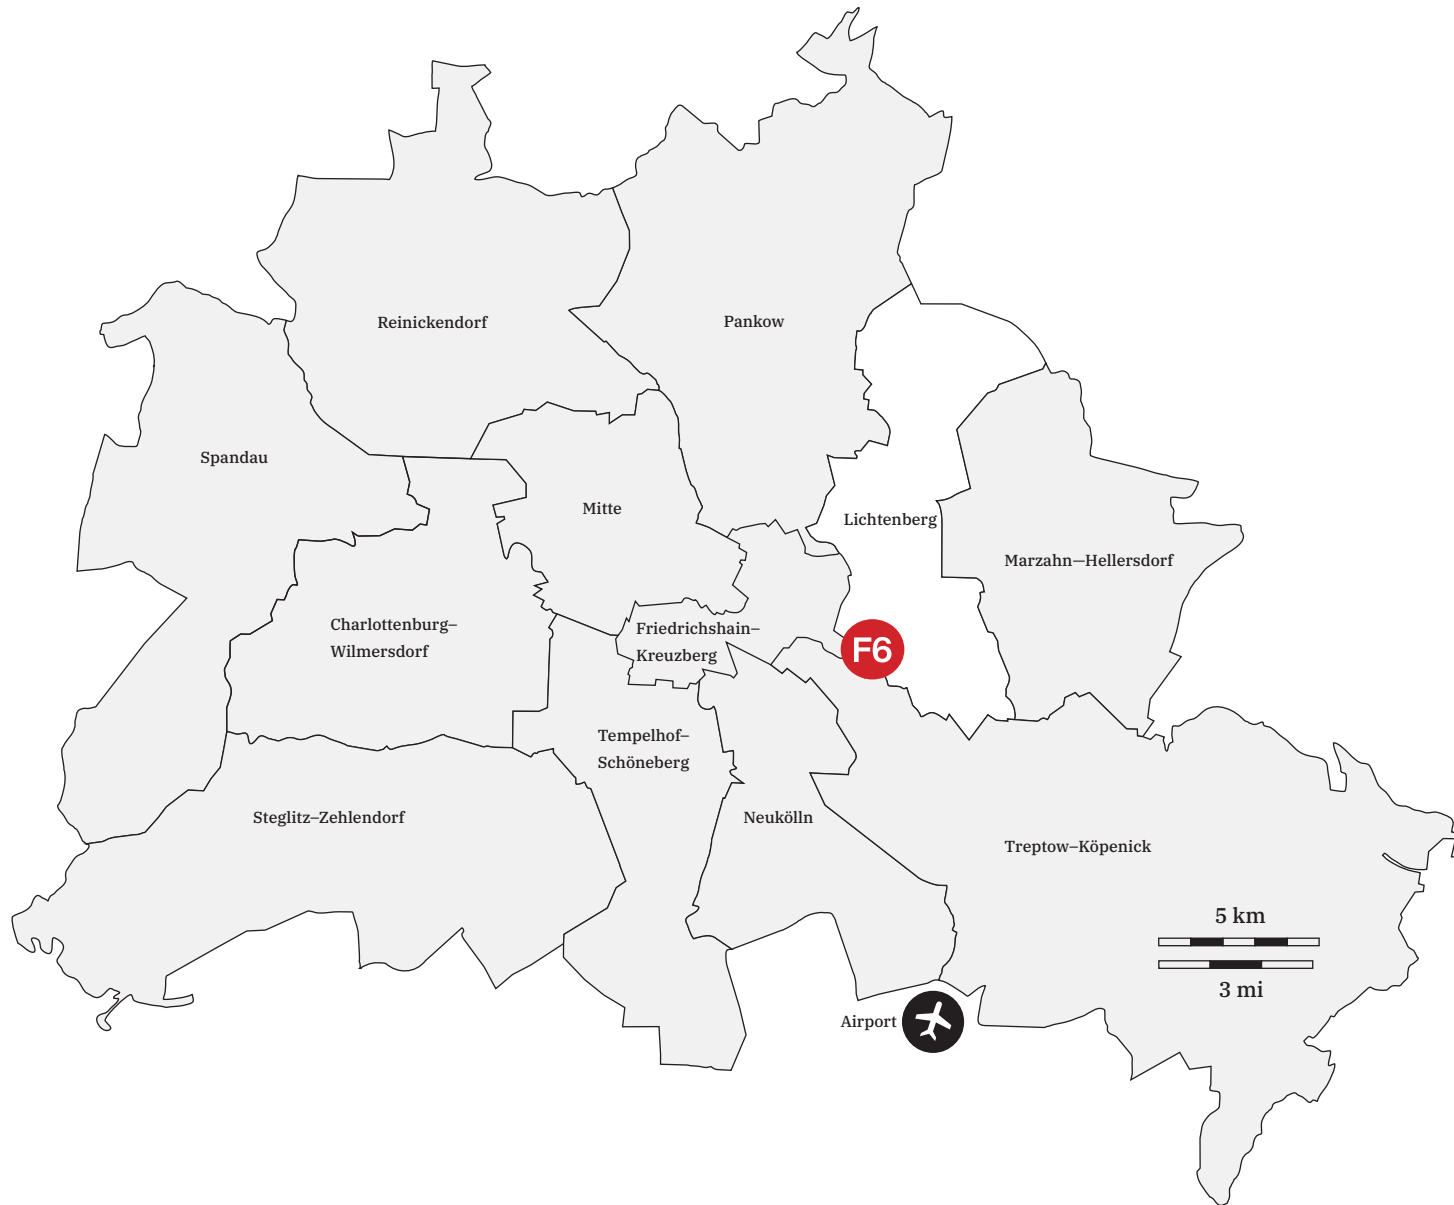 Reinickendorf
Pankow
Spandau
Mitte
Lichtenberg
Marzahn—Hellersdorf
Charlottenburg–
Wilmersdorf
Friedrichshain–
Kreuzberg
F6
Tempelhof–
Schöneberg
Steglitz–Zehlendorf
Neukölln
Treptow–Köpenick
5 km
3 mi
Airport